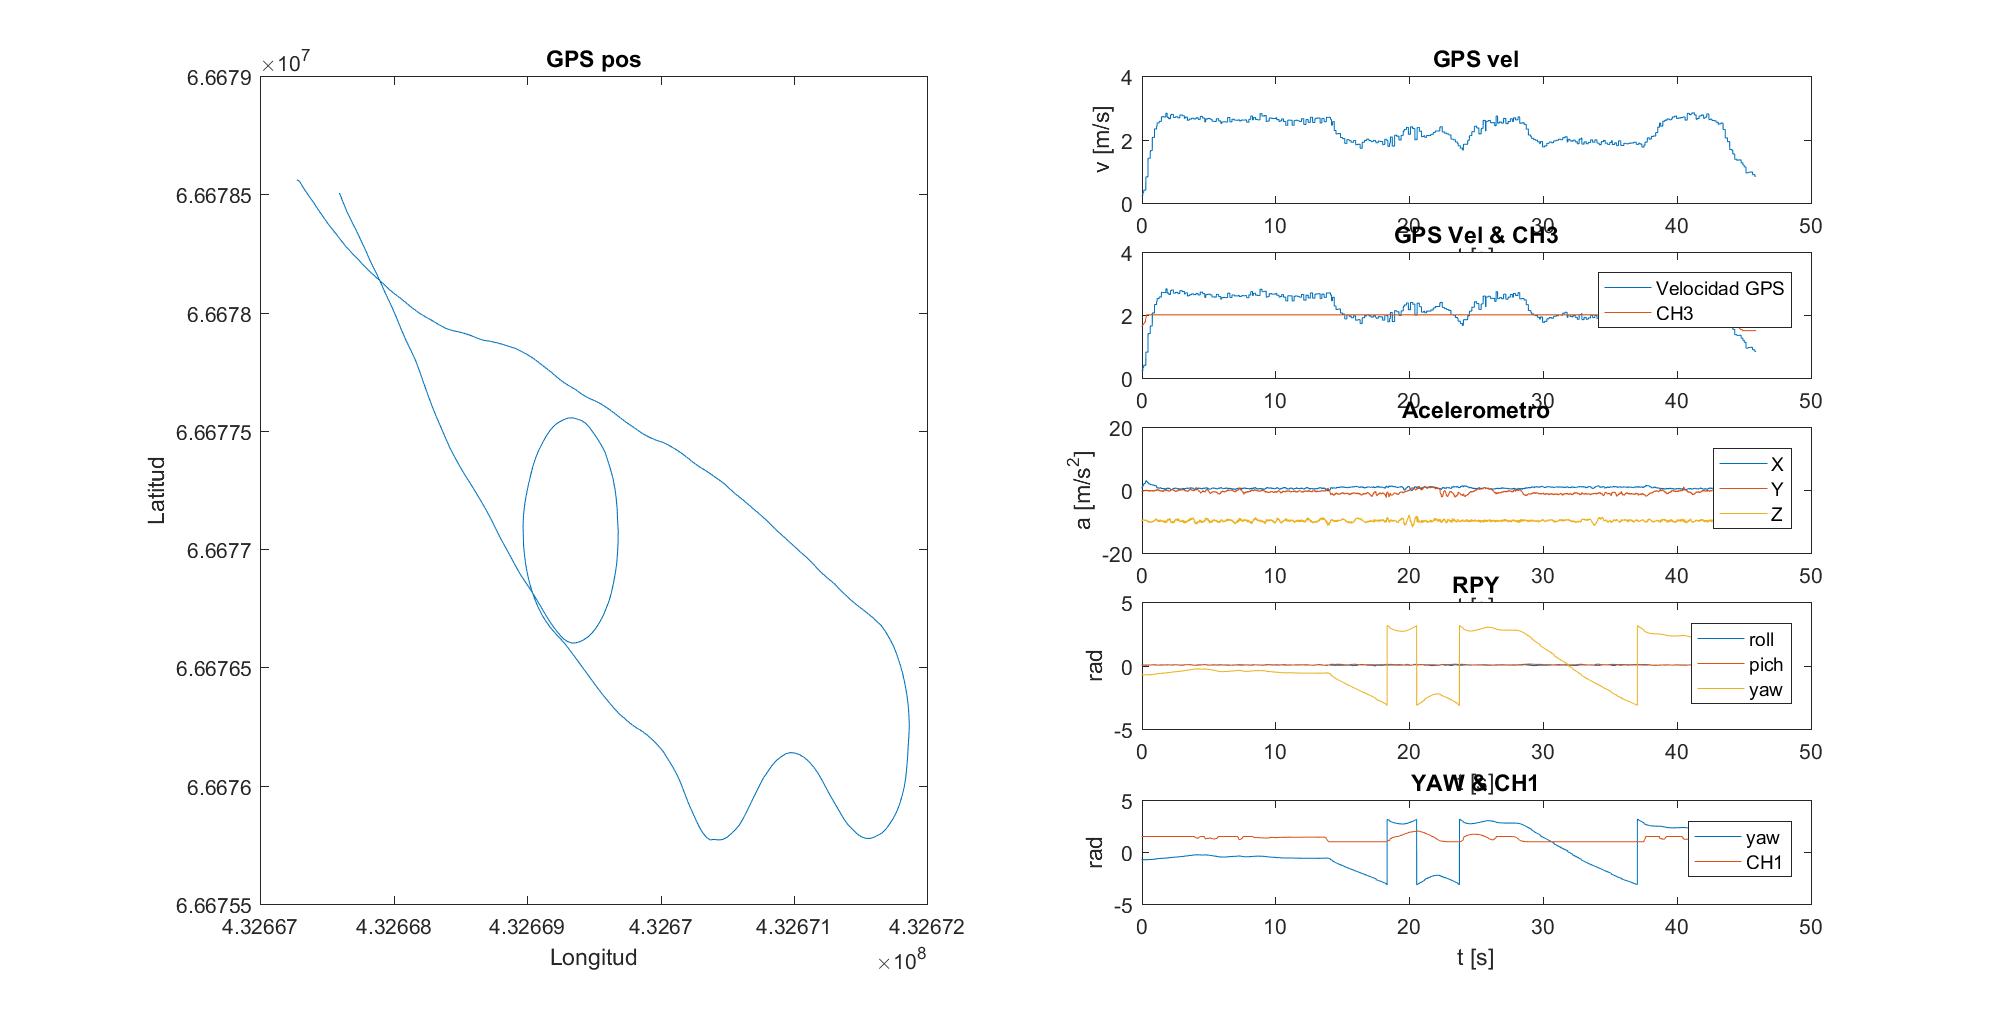 GPS pos
×10^7
6.6679
6.66785
6.6678
6.66775
6.6677
6.66765
6.6676
6.66755
Latitud
4.32667 4.32668 4.32669 4.3267 4.32671 4.32672
Longitud
×10^8
GPS vel
4
2
0
v [m/s]
0 10 20 30 40 50
t [s]
GPS Vel & CH3
4
2
0
Velocidad GPS
CH3
0 10 20 30 40 50
Acelerometro
20
0
-20
a [m/s^2]
X
Y
Z
0 10 20 30 40 50
t [s]
RPY
5
0
-5
rad
roll
pich
yaw
0 10 20 30 40 50
t [s]
YAW & CH1
5
0
-5
rad
yaw
CH1
0 10 20 30 40 50
t [s]